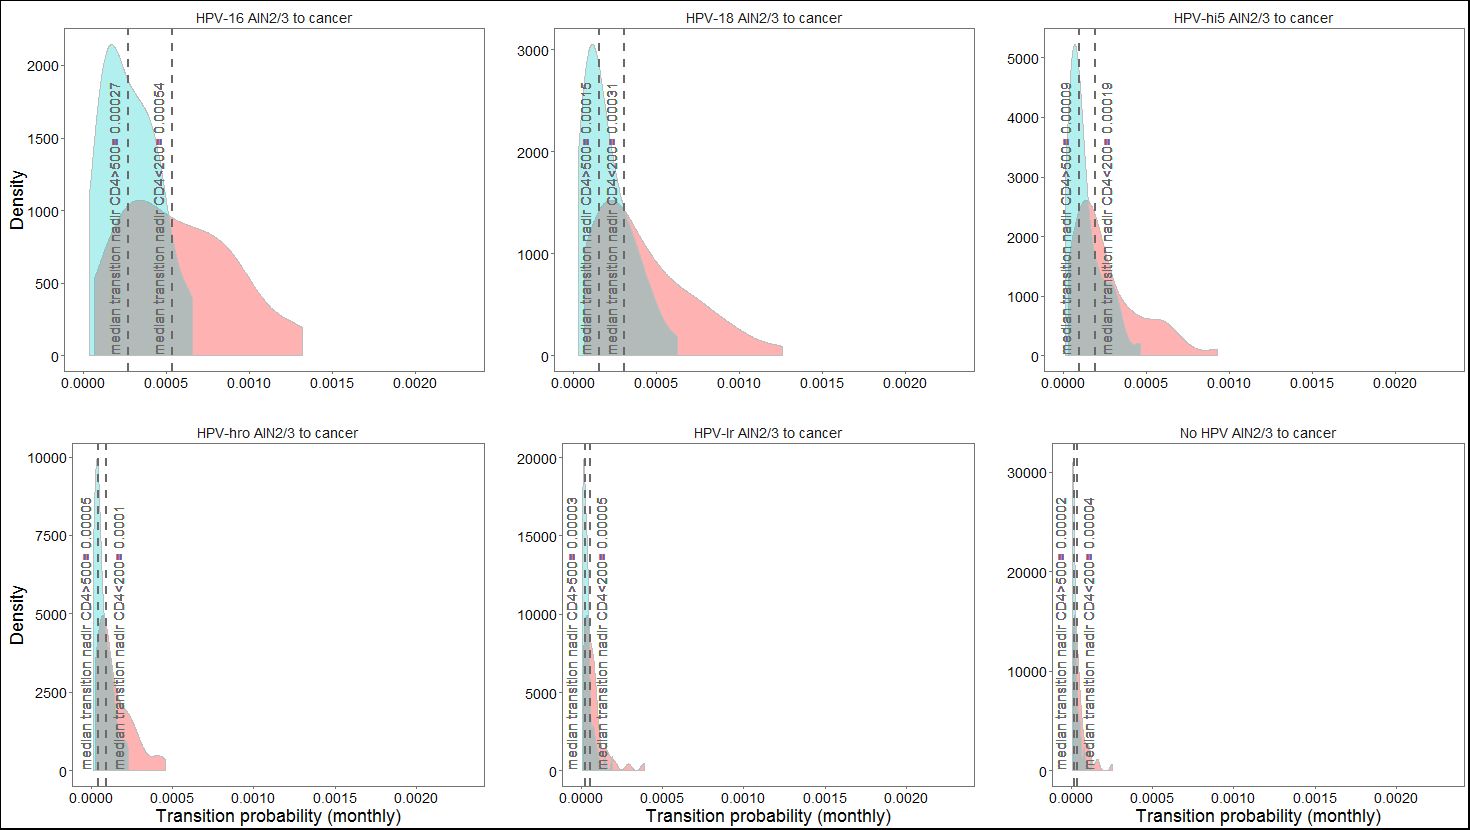 HPV-16 AIN2/3 to cancer
HPV-18 AIN2/3 to cancer
HPV-hi5 AIN2/3 to cancer
Density
2000
1500
1000
500
0
median transition nadir CD4>500= 0.00027
median transition nadir CD4<200= 0.00054
0.0000 0.0005 0.0010 0.0015 0.0020
3000
2000
1000
0
median transition nadir CD4>500= 0.00015
median transition nadir CD4<200= 0.00031
0.0000 0.0005 0.0010 0.0015 0.0020
5000
4000
3000
2000
1000
0
median transition nadir CD4>500= 0.00009
median transition nadir CD4<200= 0.00019
0.0000 0.0005 0.0010 0.0015 0.0020
HPV-hro AIN2/3 to cancer
HPV-lr AIN2/3 to cancer
No HPV AIN2/3 to cancer
Density
10000
7500
5000
2500
0
median transition nadir CD4>500= 0.00005
median transition nadir CD4<200= 0.0001
0.0000 0.0005 0.0010 0.0015 0.0020
Transition probability (monthly)
20000
15000
10000
5000
0
median transition nadir CD4>500= 0.00003
median transition nadir CD4<200= 0.00005
0.0000 0.0005 0.0010 0.0015 0.0020
Transition probability (monthly)
30000
20000
10000
0
median transition nadir CD4>500= 0.00002
median transition nadir CD4<200= 0.00004
0.0000 0.0005 0.0010 0.0015 0.0020
Transition probability (monthly)